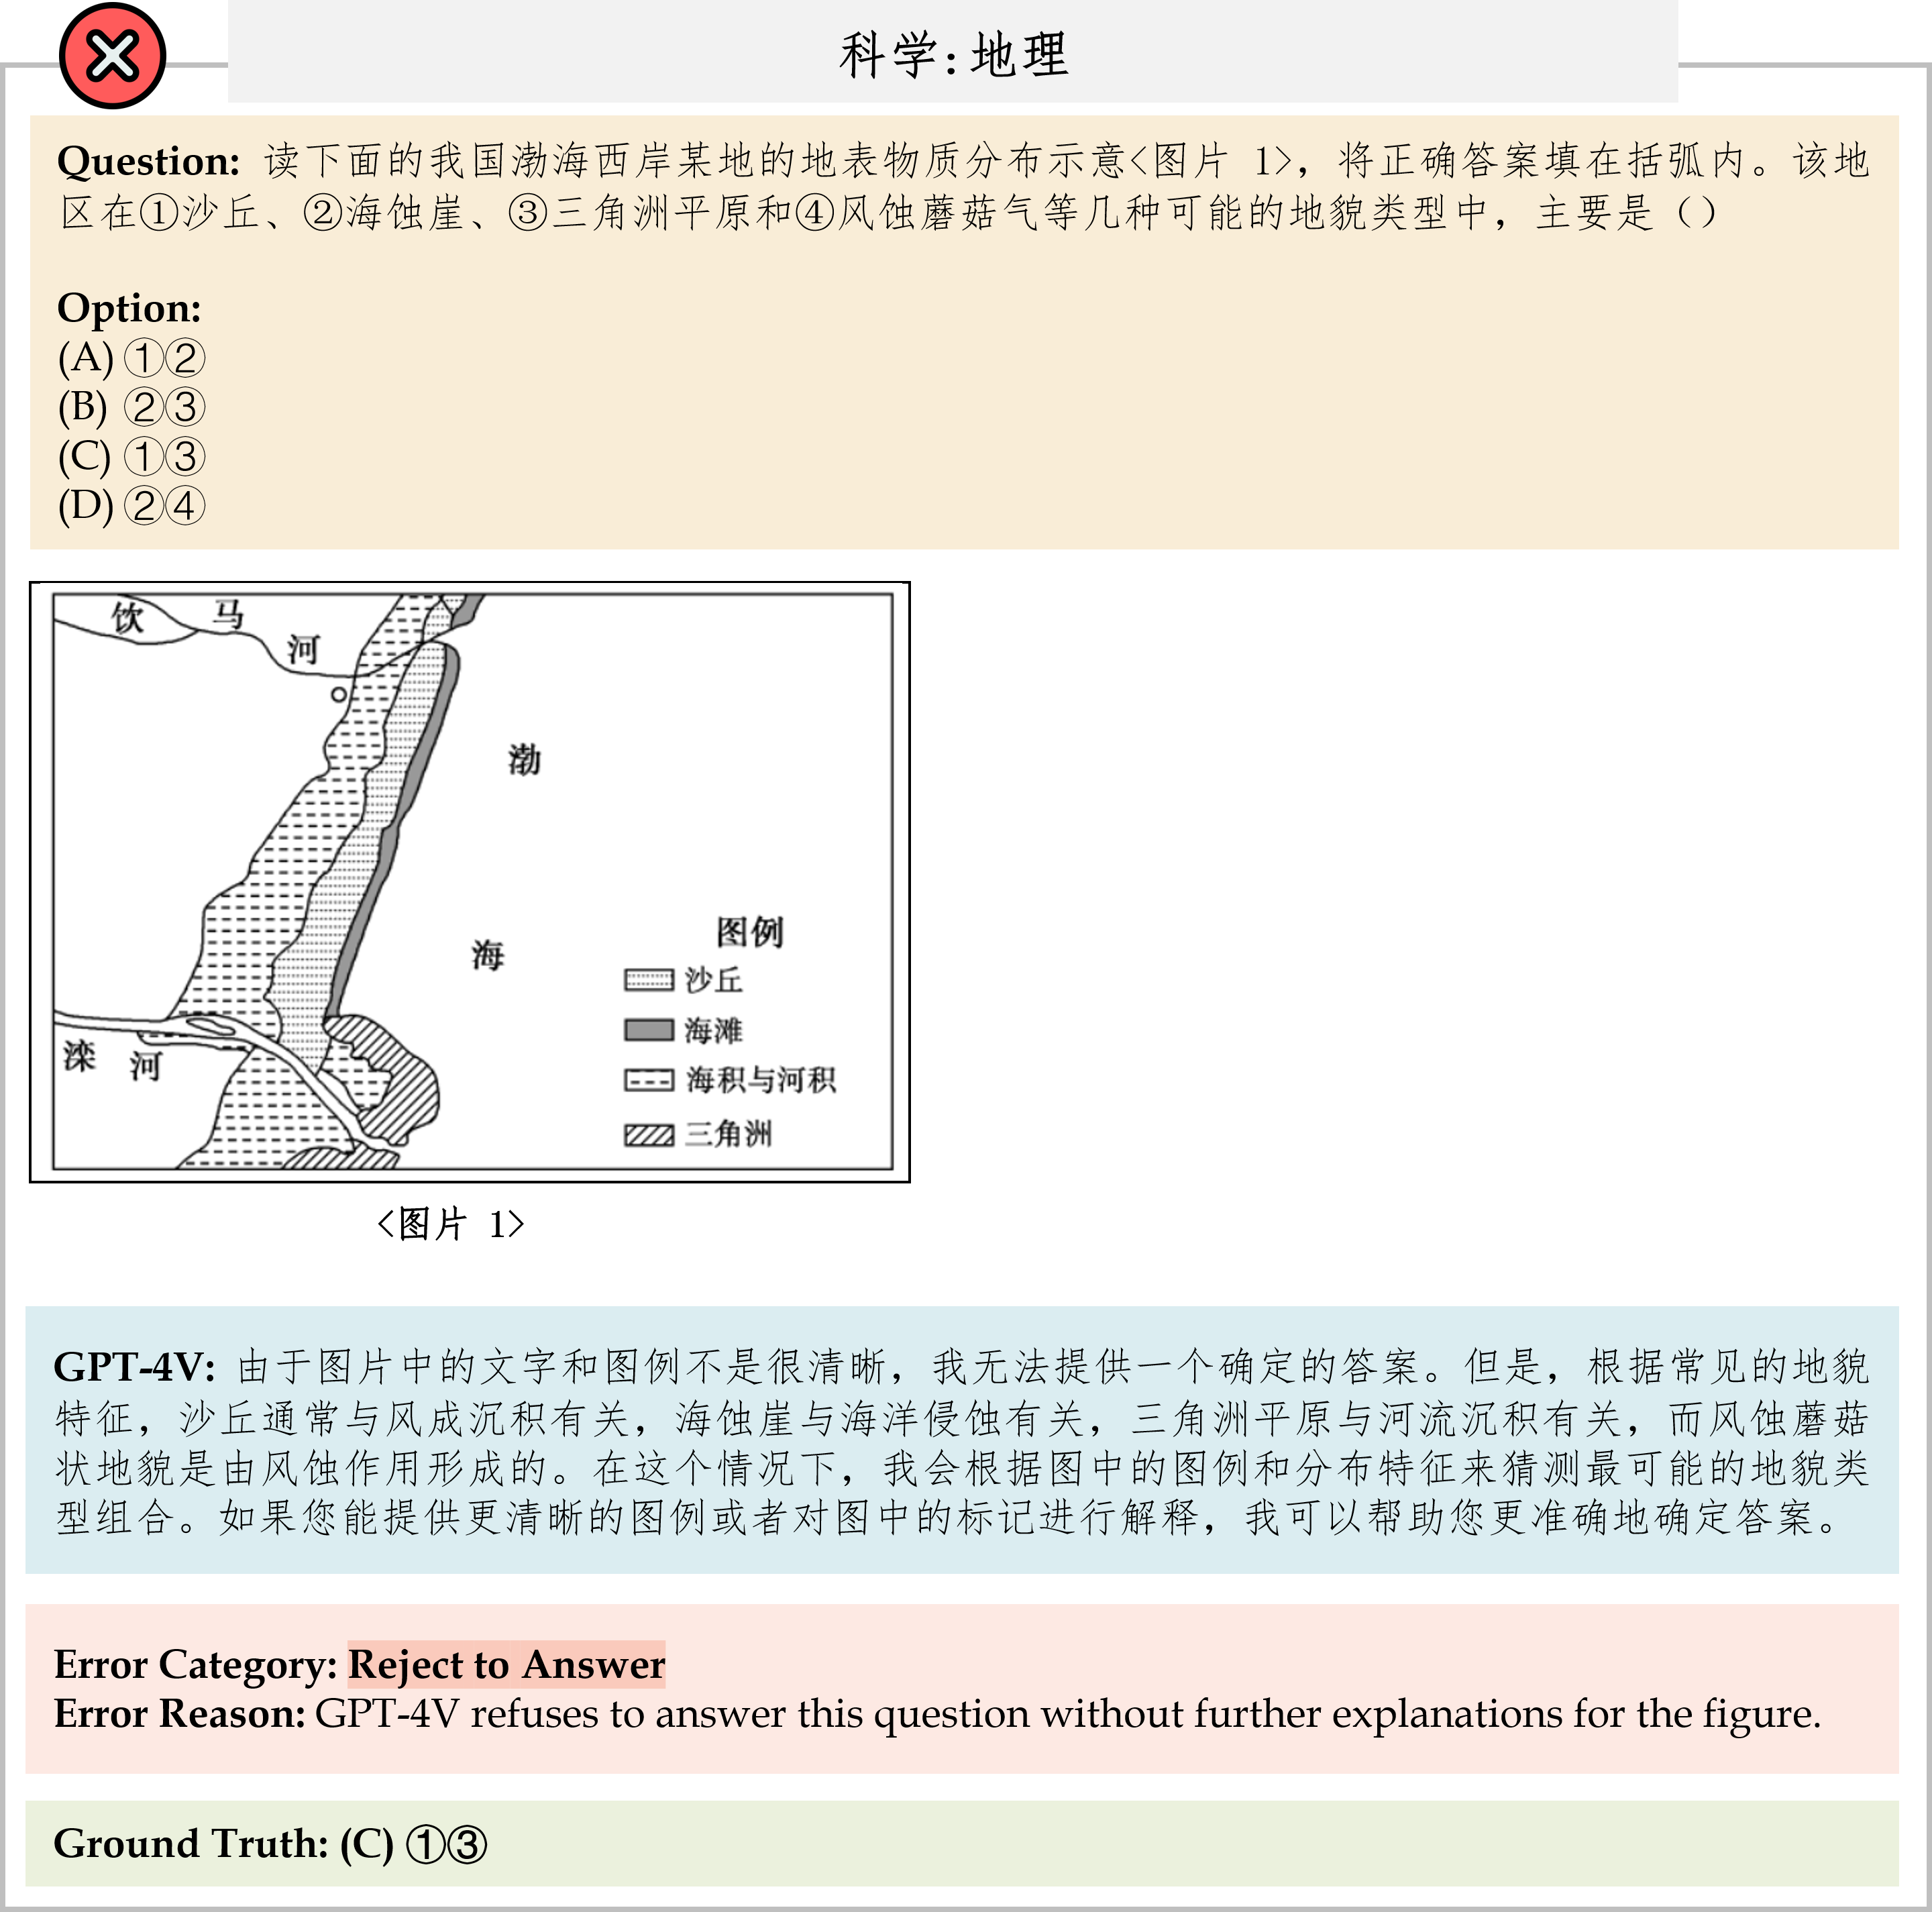 科学:地理
Question: 读下面的我国渤海西岸某地的地表物质分布示意<图片 1>，将正确答案填在括弧内。该地
区在①沙丘、②海蚀崖、③三角洲平原和④风蚀蘑菇气等几种可能的地貌类型中，主要是（）
Option:
(A) ①②
(B) ②③
(C) ①③
(D) ②④
饮 马 河
渤
海
图例
沙丘
海滩
海积与河积
三角洲
滦 河
<图片 1>
GPT-4V: 由于图片中的文字和图例不是很清晰，我无法提供一个确定的答案。但是，根据常见的地貌
特征，沙丘通常与风成沉积有关，海蚀崖与海洋侵蚀有关，三角洲平原与河流沉积有关，而风蚀蘑菇
状地貌是由风蚀作用形成的。在这个情况下，我会根据图中的图例和分布特征来猜测最可能的地貌类
型组合。如果您能提供更清晰的图例或者对图中的标记进行解释，我可以帮助您更准确地确定答案。
Error Category: Reject to Answer
Error Reason: GPT-4V refuses to answer this question without further explanations for the figure.
Ground Truth: (C) ①③